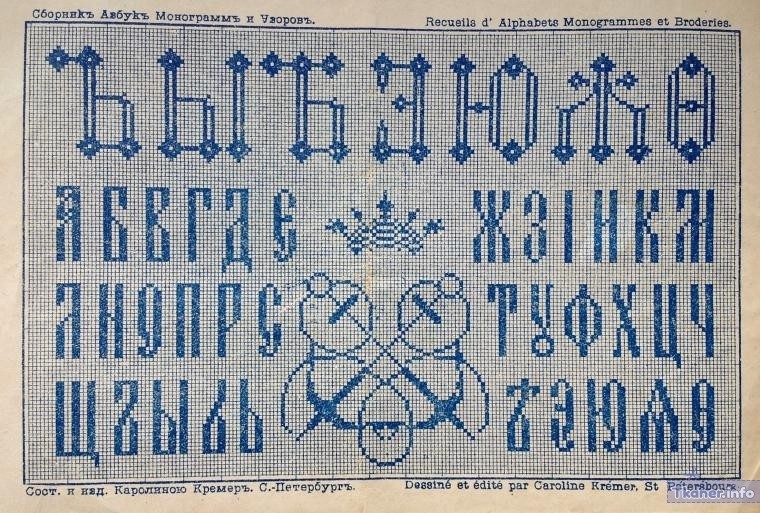 Сборникъ Азбукъ Монограммъ и Узоровъ.
Recueils d' Alphabets Monogrammes et Broderies.
Ъ Ы Ѣ Э Ю Ѫ Ѳ
А Б В Г Д Е Ж З І Н К Л
Л Н О П Р С Т У Ф Х Ц Ч
Щ Ъ Ы Ь Ѣ Э Ю Ѳ
Сост. и изд. Каролиною Кремеръ. С.-Петербургъ.
Dessiné et édité par Caroline Krémer, St Petersbourg.
Tkaner.info